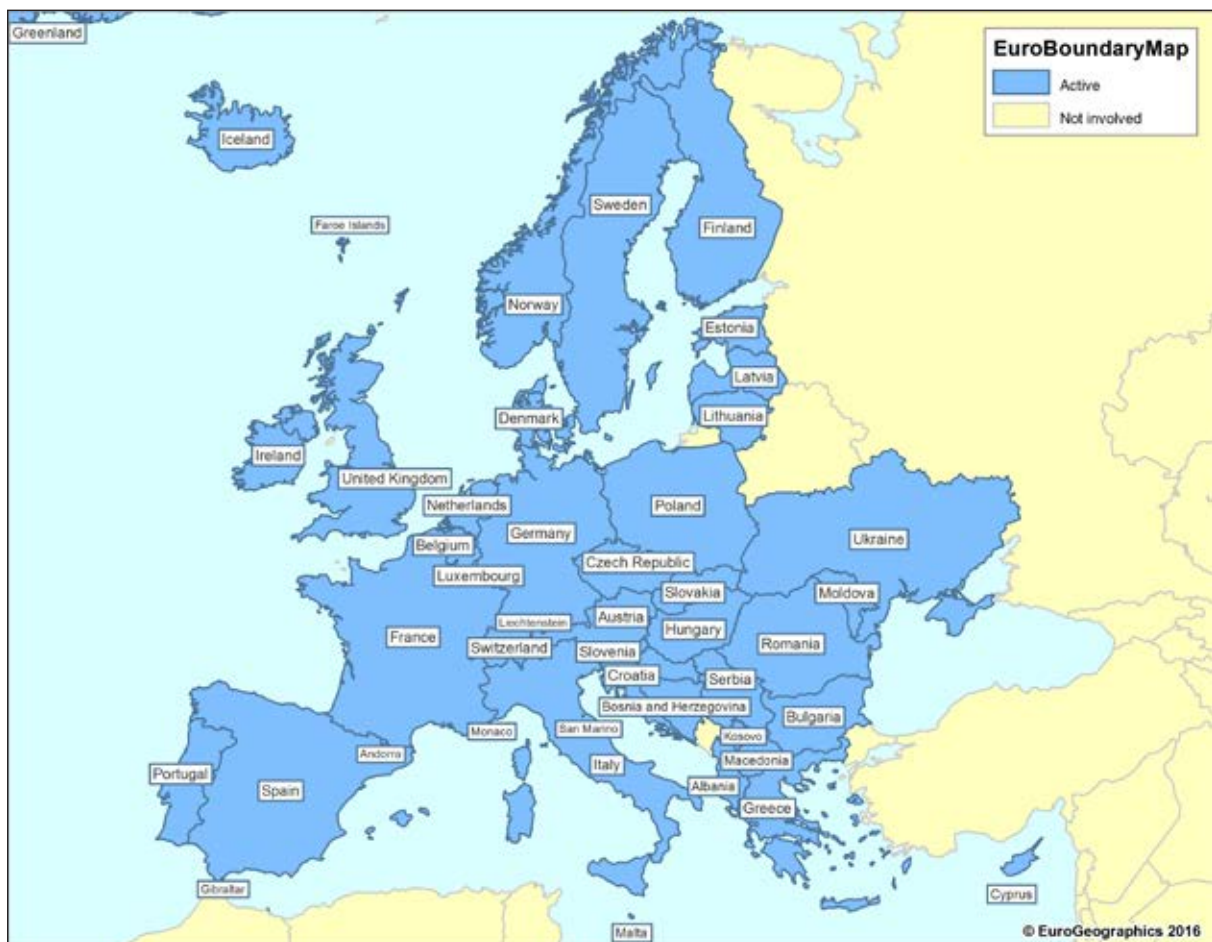 Greenland
EuroBoundaryMap
Active
Not involved
Iceland
Faroe Islands
Sweden
Finland
Norway
Estonia
Latvia
Lithuania
Denmark
Ireland
United Kingdom
Netherlands
Poland
Germany
Ukraine
Belgium
Czech Republic
Luxembourg
Slovakia
Moldova
Austria
Liechtenstein
France
Hungary
Switzerland
Slovenia
Romania
Croatia
Serbia
Bosnia and Herzegovina
Bulgaria
Monaco
San Marino
Kosovo
Andorra
Macedonia
Portugal
Italy
Spain
Albania
Greece
Gibraltar
Cyprus
Malta
© EuroGeographics 2016